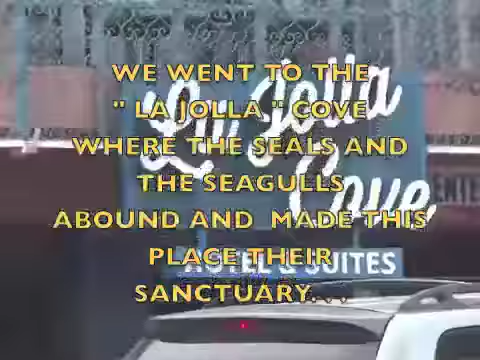 WE WENT TO THE
" LA JOLLA " COVE
WHERE THE SEALS AND
THE SEAGULLS
ABOUND AND MADE THIS
PLACE THEIR
SANCTUARY. . .
La Jolla
Cove
HOTEL & SUITES